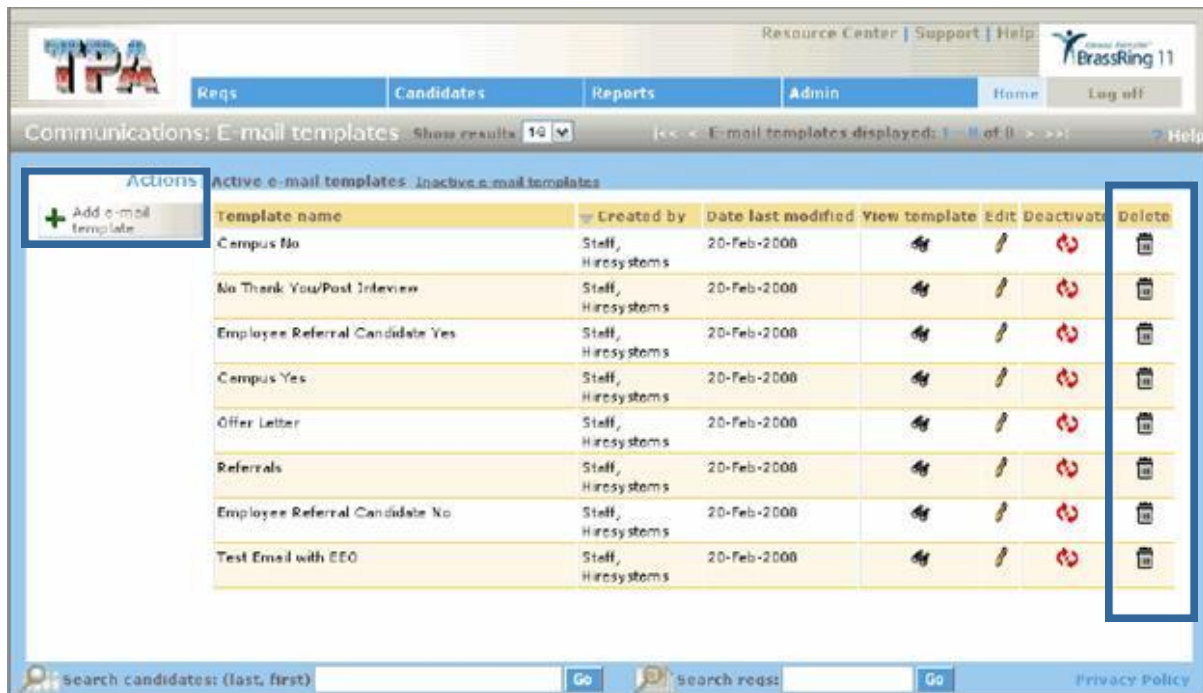 TPA
Resource Center | Support | Help
BrassRing 11
Reqs Candidates Reports Admin Home Log off
Communications: E-mail templates Show results |<< < E-mail templates displayed: 1 - 8 of 8 > >>| ? Help
Actions Active e-mail templates Inactive e-mail templates
Add e-mail
template
Template name Created by Date last modified View template Edit Deactivate Delete
Campus No Staff, 20-Feb-2008
Hiresystems
No Thank You/Post Inteview Staff, 20-Feb-2008
Hiresystems
Employee Referral Candidate Yes Staff, 20-Feb-2008
Hiresystems
Campus Yes Staff, 20-Feb-2008
Hiresystems
Offer Letter Staff, 20-Feb-2008
Hiresystems
Referrals Staff, 20-Feb-2008
Hiresystems
Employee Referral Candidate No Staff, 20-Feb-2008
Hiresystems
Test Email with EEO Staff, 20-Feb-2008
Hiresystems
Search candidates: (last, first) Go Search reqs: Go Privacy Policy